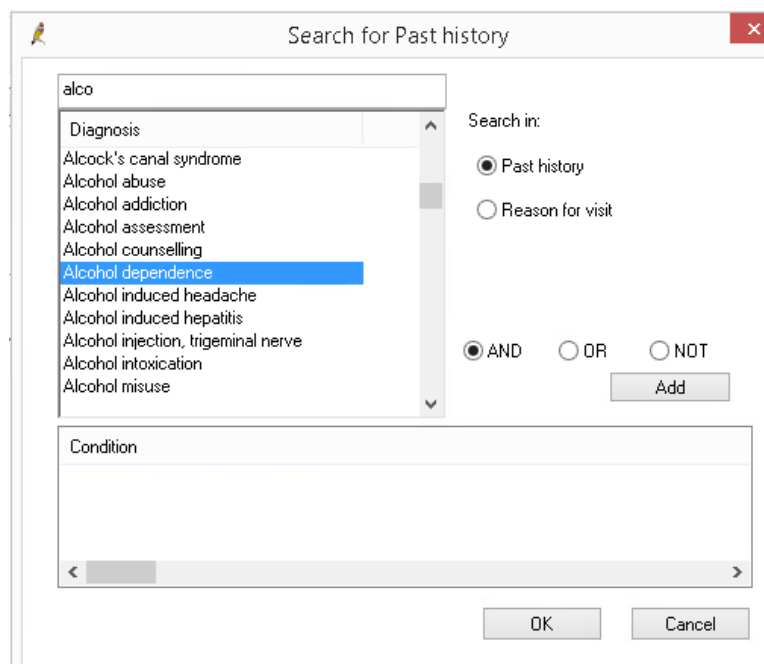 Search for Past history
alco
Diagnosis
Alcock's canal syndrome
Alcohol abuse
Alcohol addiction
Alcohol assessment
Alcohol counselling
Alcohol dependence
Alcohol induced headache
Alcohol induced hepatitis
Alcohol injection, trigeminal nerve
Alcohol intoxication
Alcohol misuse
Search in:
Past history
Reason for visit
AND OR NOT
Add
Condition
OK Cancel